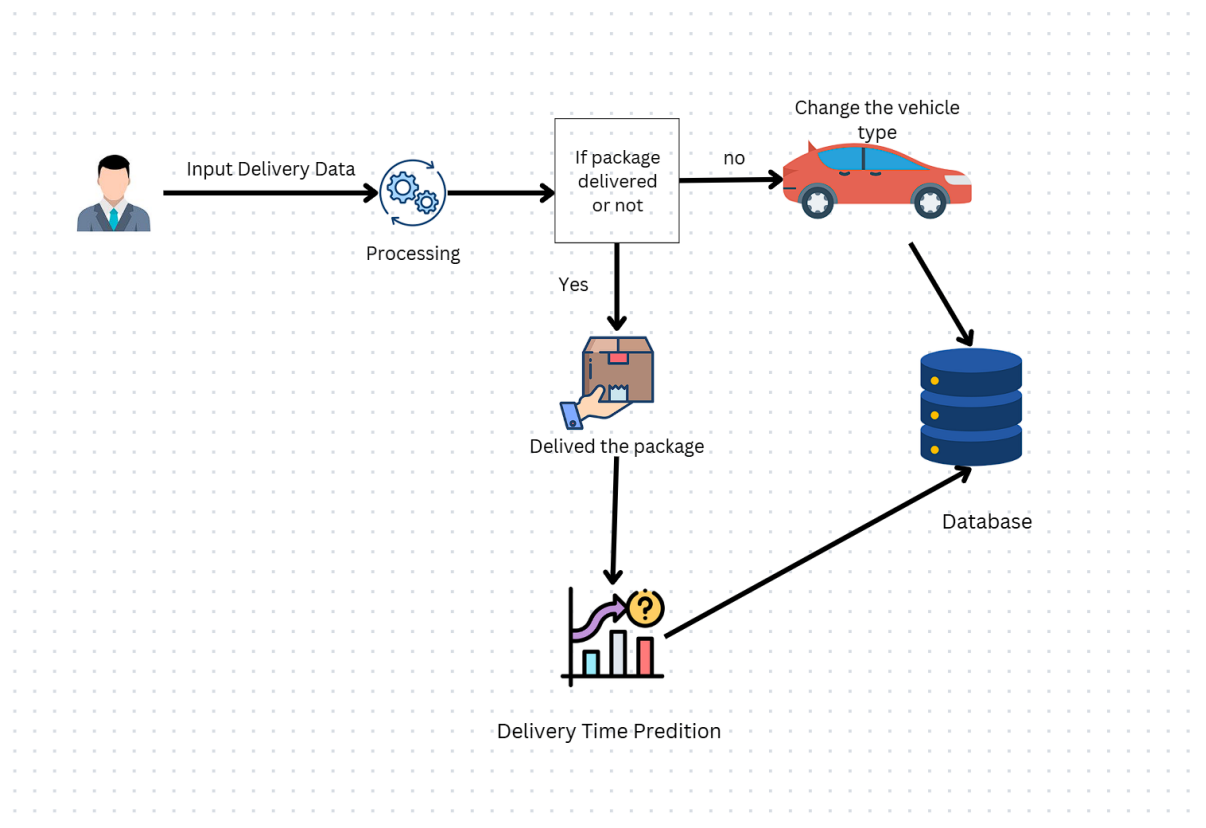 Change the vehicle
type
Input Delivery Data
If package
delivered
or not
no
Processing
Yes
Delived the package
Database
Delivery Time Predition